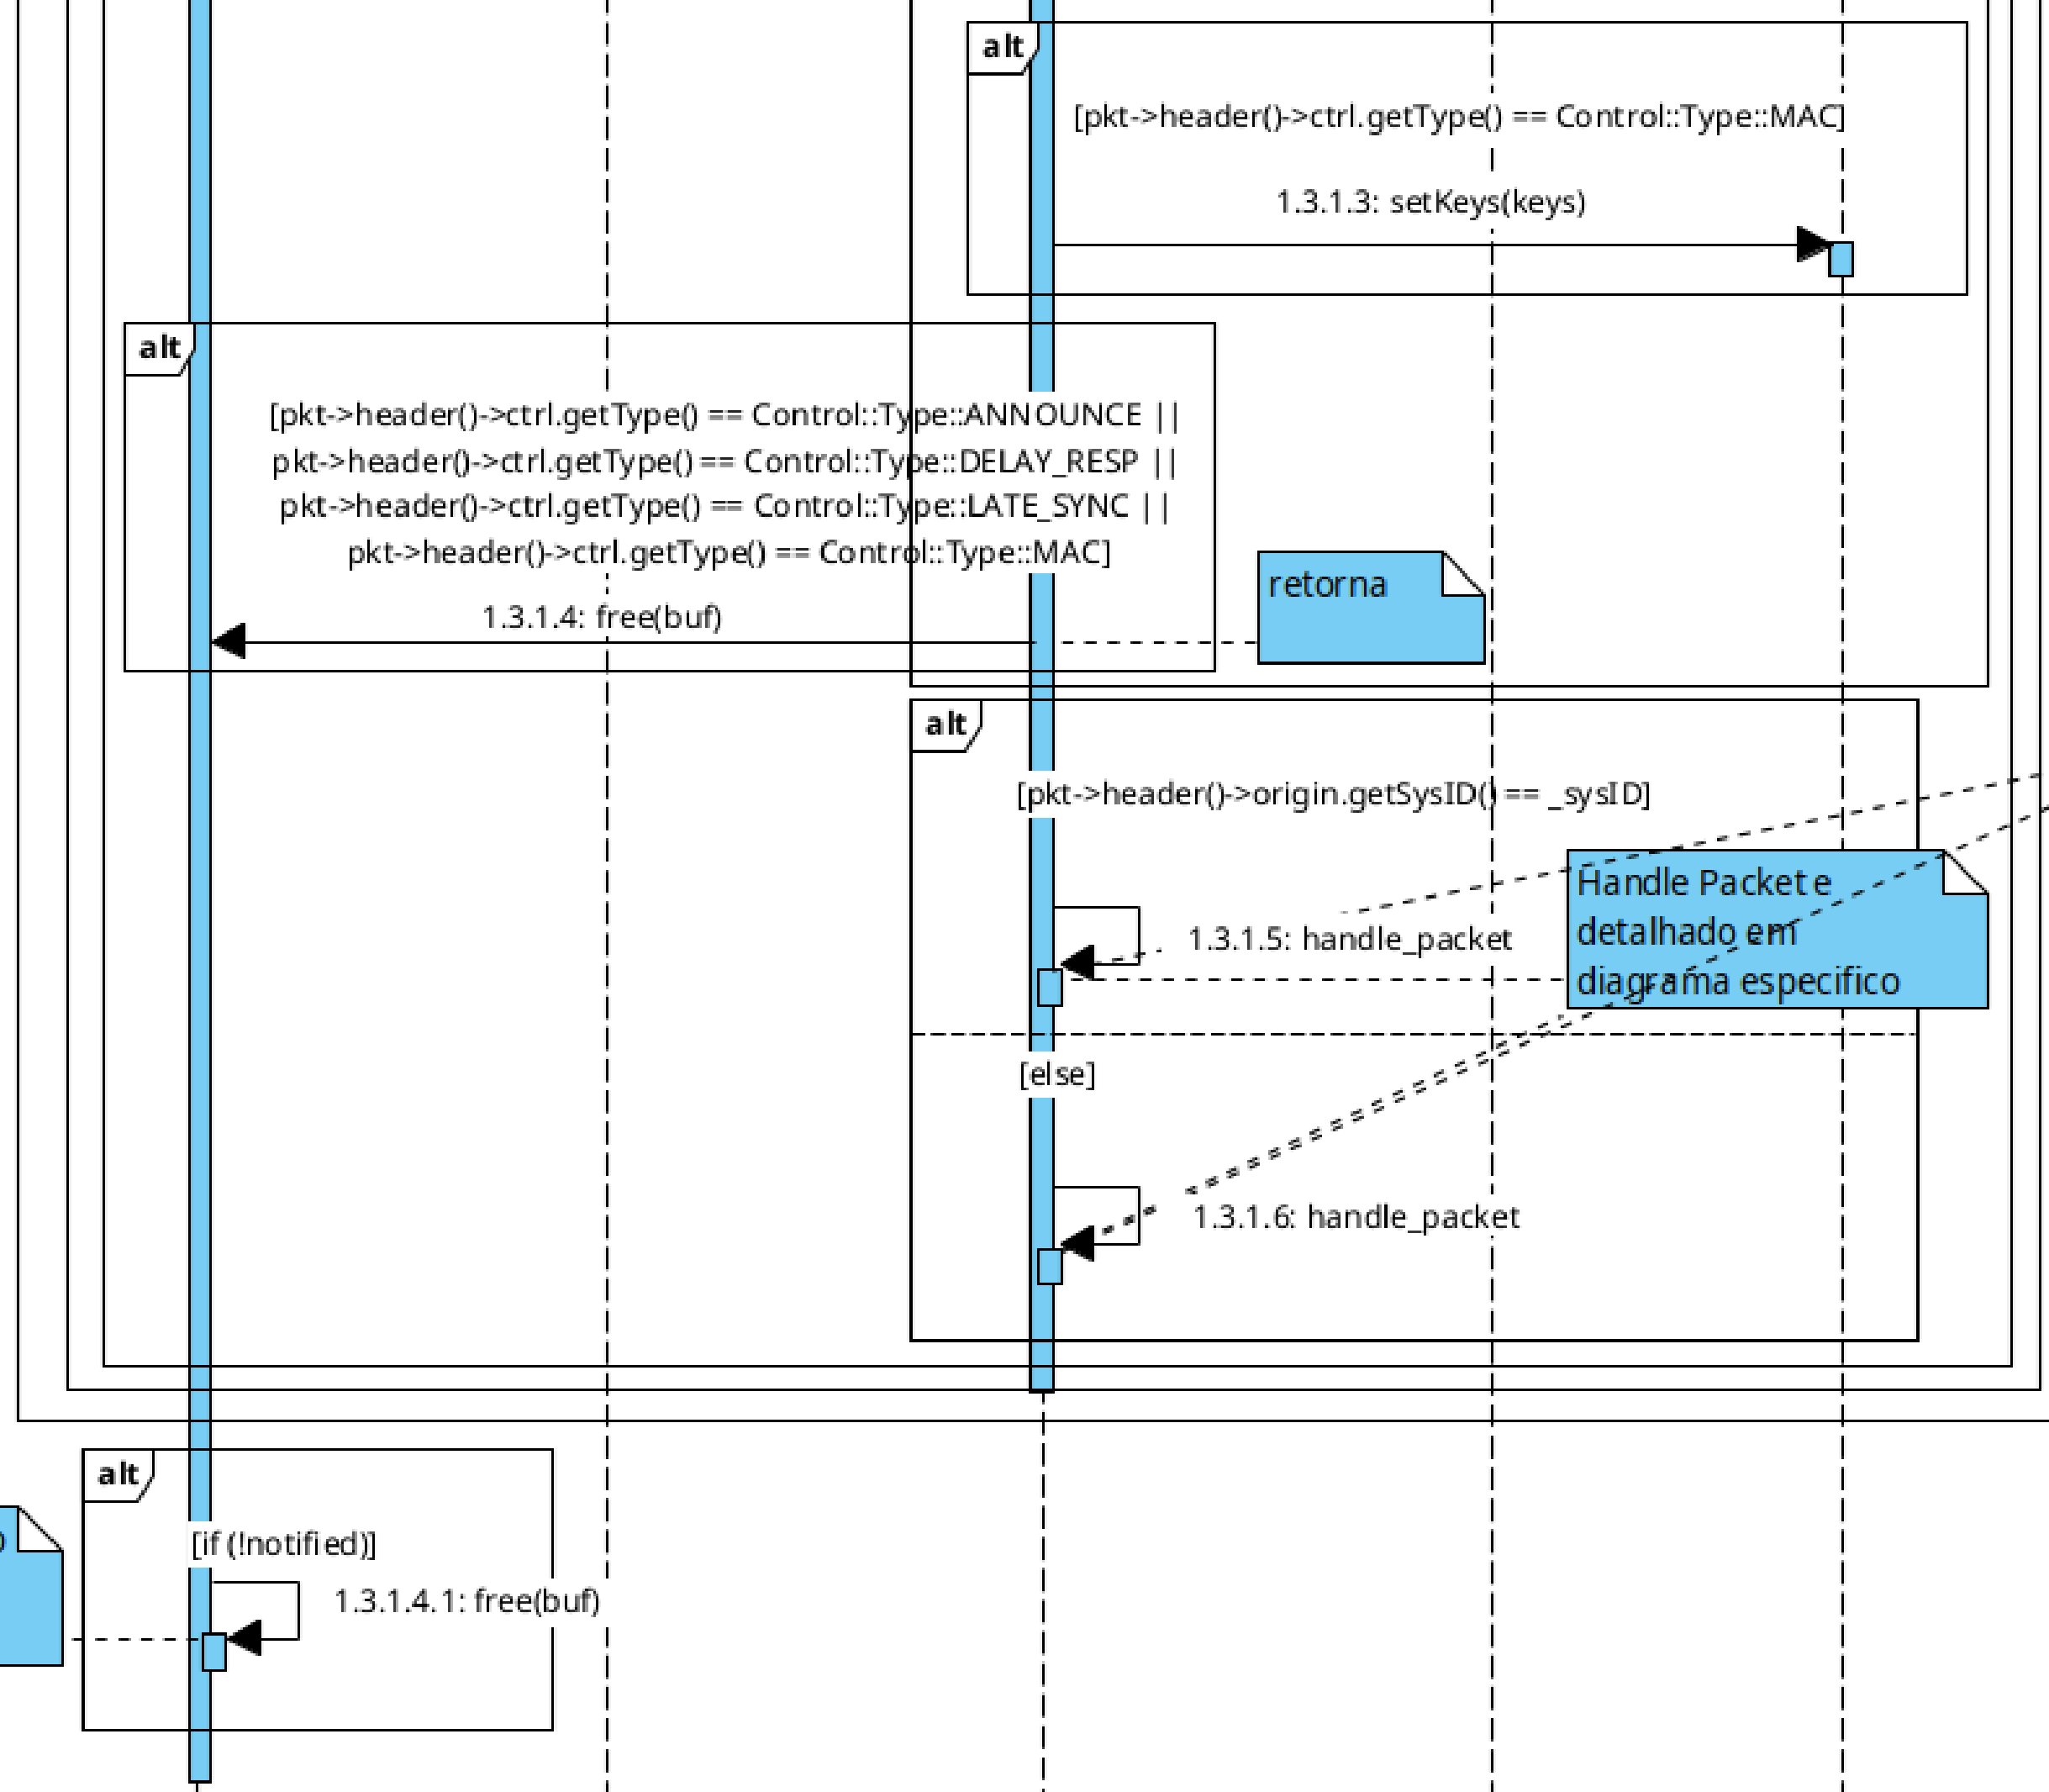 alt
[pkt->header()->ctrl.getType() == Control::Type::MAC]
1.3.1.3: setKeys(keys)
alt
[pkt->header()->ctrl.getType() == Control::Type::ANNOUNCE ||
pkt->header()->ctrl.getType() == Control::Type::DELAY_RESP ||
pkt->header()->ctrl.getType() == Control::Type::LATE_SYNC ||
pkt->header()->ctrl.getType() == Control::Type::MAC]
retorna
1.3.1.4: free(buf)
alt
[pkt->header()->origin.getSysID() == _sysID]
Handle Packet e
detalhado em
diagrama especifico
1.3.1.5: handle_packet
[else]
1.3.1.6: handle_packet
alt
[if (!notified)]
1.3.1.4.1: free(buf)